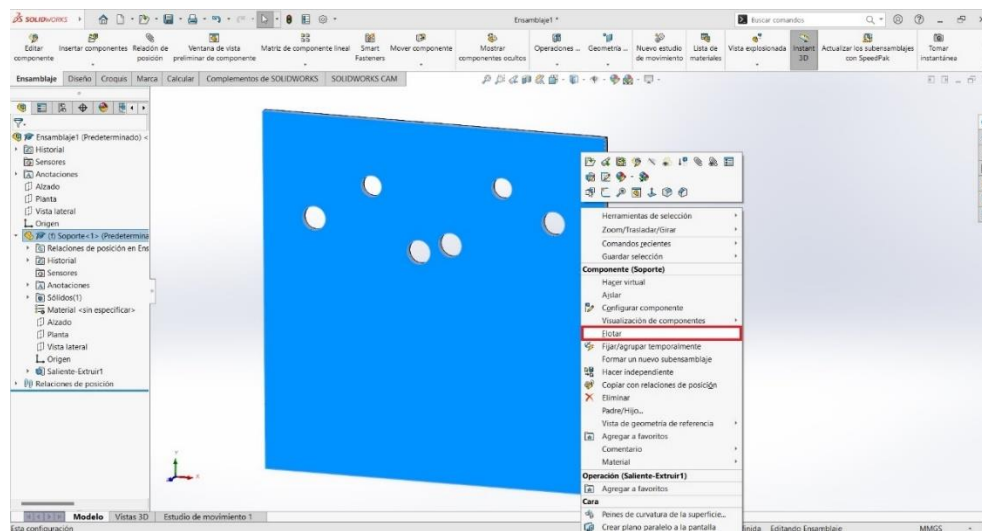 SOLIDWORKS
Ensamblaje1 *
Buscar comandos
Editar componente
Insertar componentes
Relación de posición
Ventana de vista preliminar de componente
Matriz de componente lineal
Smart Fasteners
Mover componente
Mostrar componentes ocultos
Operaciones ...
Geometría ...
Nuevo estudio de movimiento
Lista de materiales
Vista explosionada
Instant 3D
Actualizar los subensamblajes con SpeedPak
Tomar instantánea
Ensamblaje Diseño Croquis Marca Calcular Complementos de SOLIDWORKS SOLIDWORKS CAM
Ensamblaje1 (Predeterminado) <
Historial
Sensores
Anotaciones
Alzado
Planta
Vista lateral
Origen
(f) Soporte<1> (Predetermina
Relaciones de posición en Ens
Historial
Sensores
Anotaciones
Sólidos(1)
Material <sin especificar>
Alzado
Planta
Vista lateral
Origen
Saliente-Extruir1
Relaciones de posición
Herramientas de selección
Zoom/Trasladar/Girar
Comandos recientes
Guardar selección
Componente (Soporte)
Hacer virtual
Aislar
Configurar componente
Visualización de componentes
Flotar
Fijar/agrupar temporalmente
Formar un nuevo subensamblaje
Hacer independiente
Copiar con relaciones de posición
Eliminar
Padre/Hijo...
Vista de geometría de referencia
Agregar a favoritos
Comentario
Material
Operación (Saliente-Extruir1)
Agregar a favoritos
Cara
Peines de curvatura de la superficie...
Crear plano paralelo a la pantalla
Modelo Vistas 3D Estudio de movimiento 1
Esta configuración
finida Editando Ensamblaje MMGS